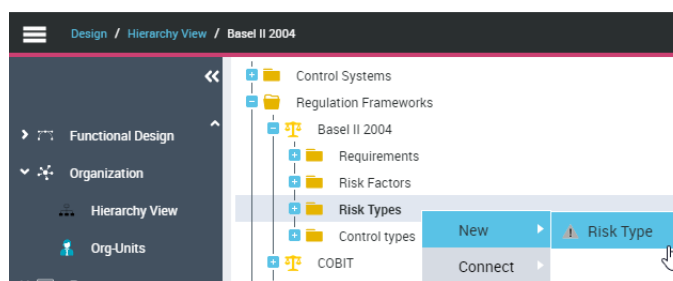 Design / Hierarchy View / Basel II 2004
Control Systems
Regulation Frameworks
Functional Design
Basel II 2004
Requirements
Organization
Risk Factors
Hierarchy View
Risk Types
New
Risk Type
Control types
Org-Units
COBIT
Connect